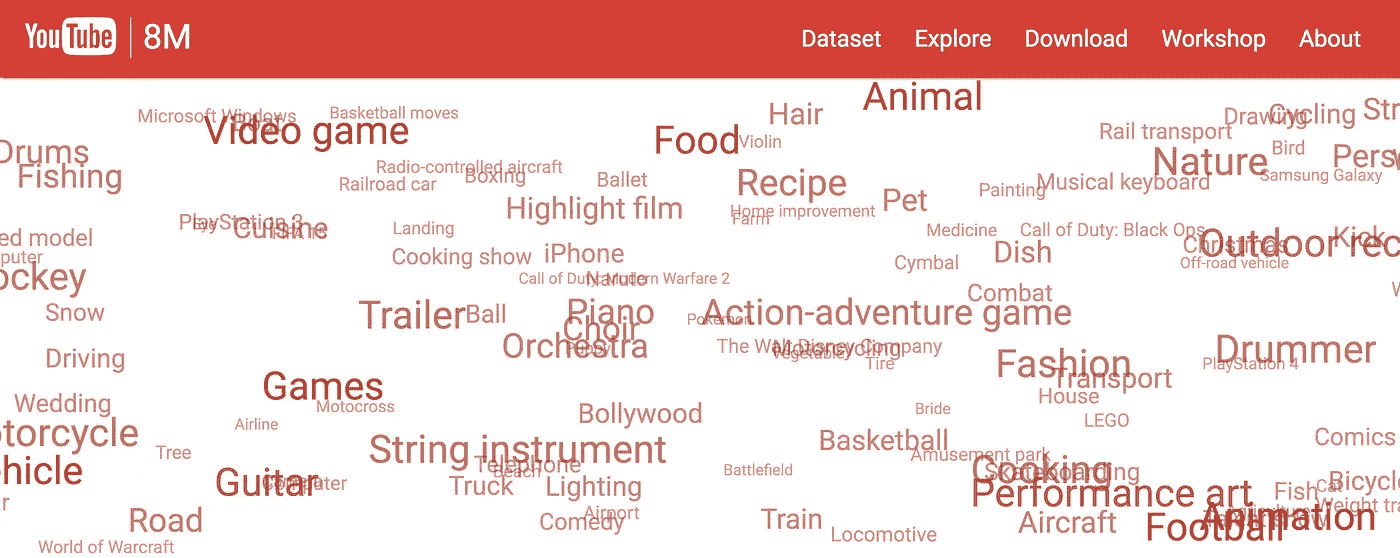 YouTube 8M Dataset Explore Download Workshop About
Animal
Hair
Microsoft Windows
Basketball moves
Drawing
Cycling
Video game
Food
Violin
Rail transport
Drums
Bird
Nature
Radio-controlled aircraft
Boxing
Fishing
Railroad car
Ballet
Recipe
Musical keyboard
Samsung Galaxy
Painting
Pet
Highlight film
Home improvement
Farm
PlayStation 3
Cuisine
Landing
Medicine
Call of Duty: Black Ops
Christmas
Outdoor rec
Kick
ed model
puter
Cooking show
iPhone
Cymbal
Dish
Off-road vehicle
ockey
Call of Duty: Modern Warfare 2
Naruto
Combat
Snow
Trailer
Ball
Piano
Pokémon
Action-adventure game
Choir
Orchestra
Puppy
The Walt Disney Company
Motorcycling
Vegetable
Tire
Drummer
Driving
Fashion
PlayStation 4
Transport
Games
House
Wedding
Motocross
Bollywood
Bride
LEGO
Airline
otorcycle
Basketball
Comics
String instrument
Tree
Amusement park
Telephone
Beach
Battlefield
Cooking
Skateboarding
ehicle
Guitar
Computer
Truck
Lighting
Bicycl
Performance art
Fish
Cat
Weight tra
Road
Airport
Comedy
Train
Aircraft
Football
Animation
Locomotive
World of Warcraft